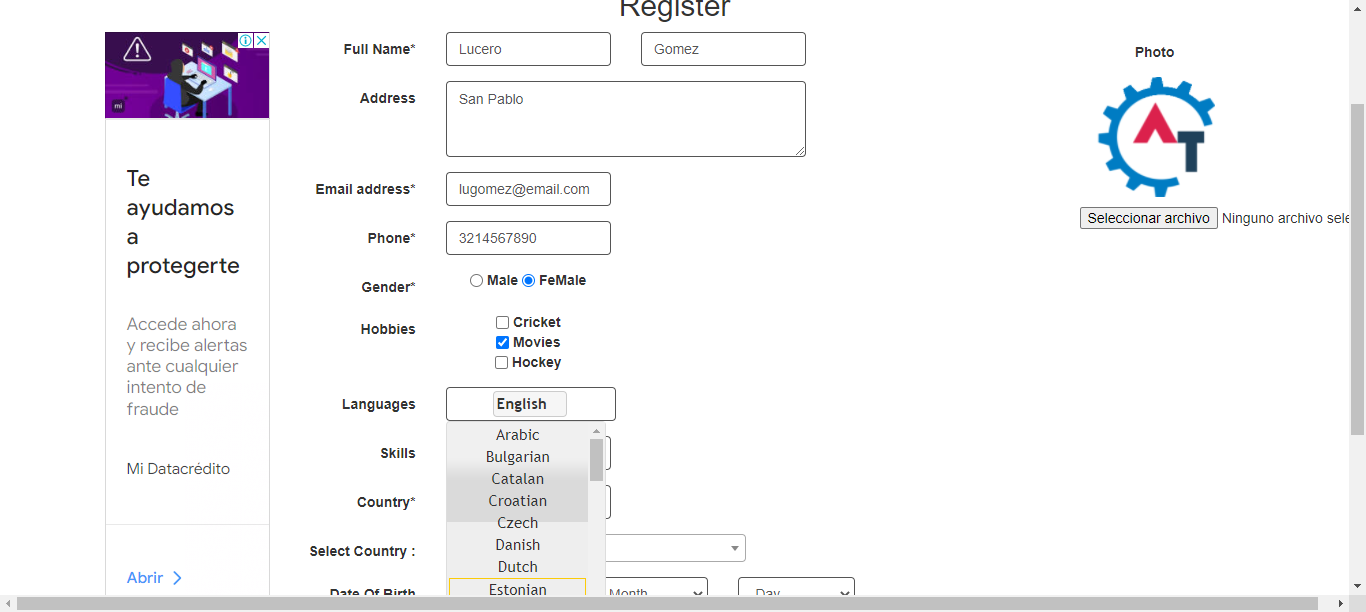 Register
Full Name*
Lucero
Gomez
Address
San Pablo
Email address*
lugomez@email.com
Phone*
3214567890
Gender*
Male
FeMale
Hobbies
Cricket
Movies
Hockey
Languages
English
Arabic
Bulgarian
Catalan
Croatian
Czech
Danish
Dutch
Estonian
Skills
Country*
Select Country :
Date Of Birth
Month
Day
Photo
AT
Seleccionar archivo
Ninguno archivo sele
mi
Te
ayudamos
a
protegerte
Accede ahora
y recibe alertas
ante cualquier
intento de
fraude
Mi Datacrédito
Abrir